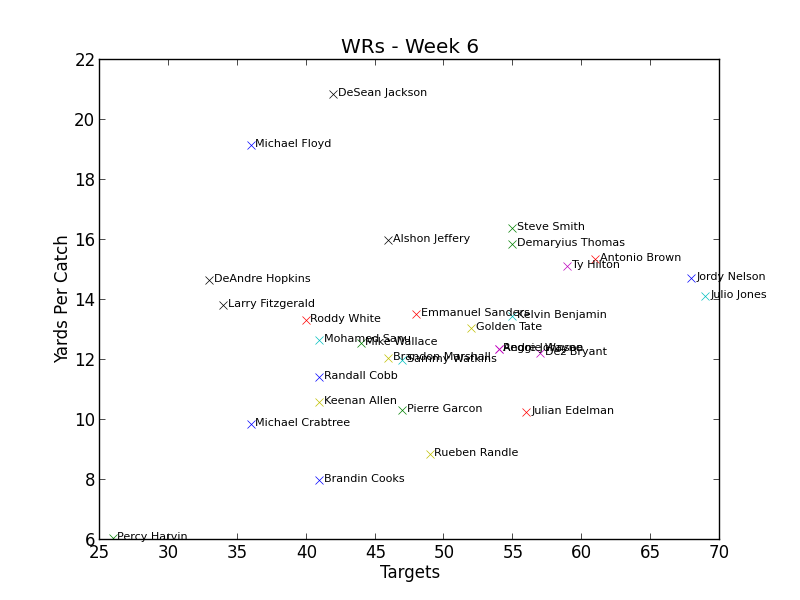 WRs - Week 6
22
20
18
16
14
12
10
8
6
Yards Per Catch
DeSean Jackson
Michael Floyd
Steve Smith
Alshon Jeffery
Demaryius Thomas
Antonio Brown
Ty Hilton
DeAndre Hopkins
Jordy Nelson
Julio Jones
Larry Fitzgerald
Roddy White
Emmanuel Sanders
Kelvin Benjamin
Golden Tate
Mohamed Sanu
Mike Wallace
Reggie Wayne
Andre Johnson
Dez Bryant
Brandon Marshall
Sammy Watkins
Randall Cobb
Keenan Allen
Pierre Garcon
Julian Edelman
Michael Crabtree
Rueben Randle
Brandin Cooks
Percy Harvin
25 30 35 40 45 50 55 60 65 70
Targets